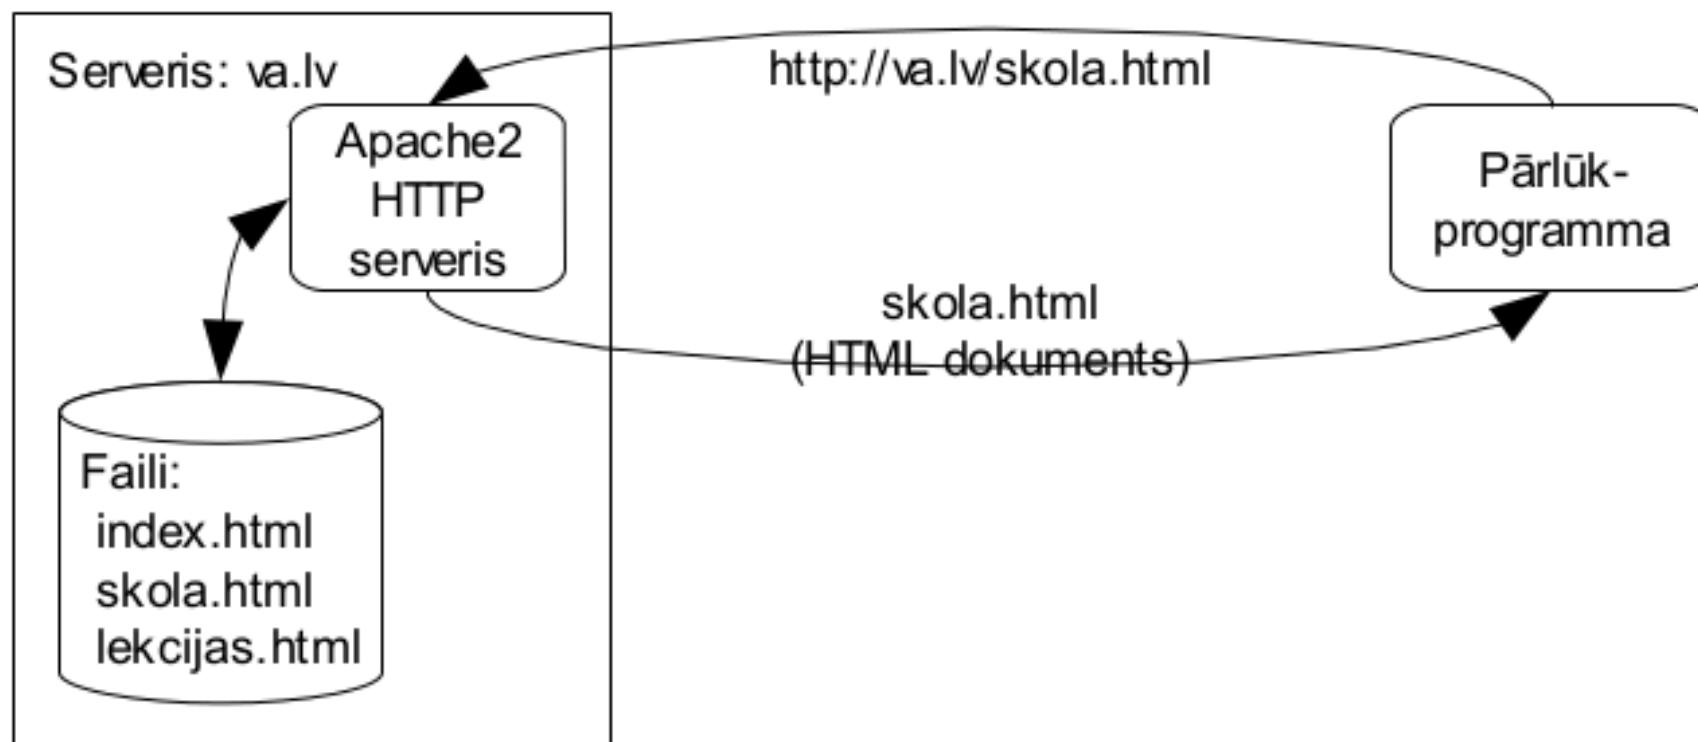 Serveris: va.lv
http://va.lv/skola.html
Apache2
HTTP
serveris
Pārlūk-
programma
skola.html
(HTML dokuments)
Faili:
index.html
skola.html
lekcijas.html